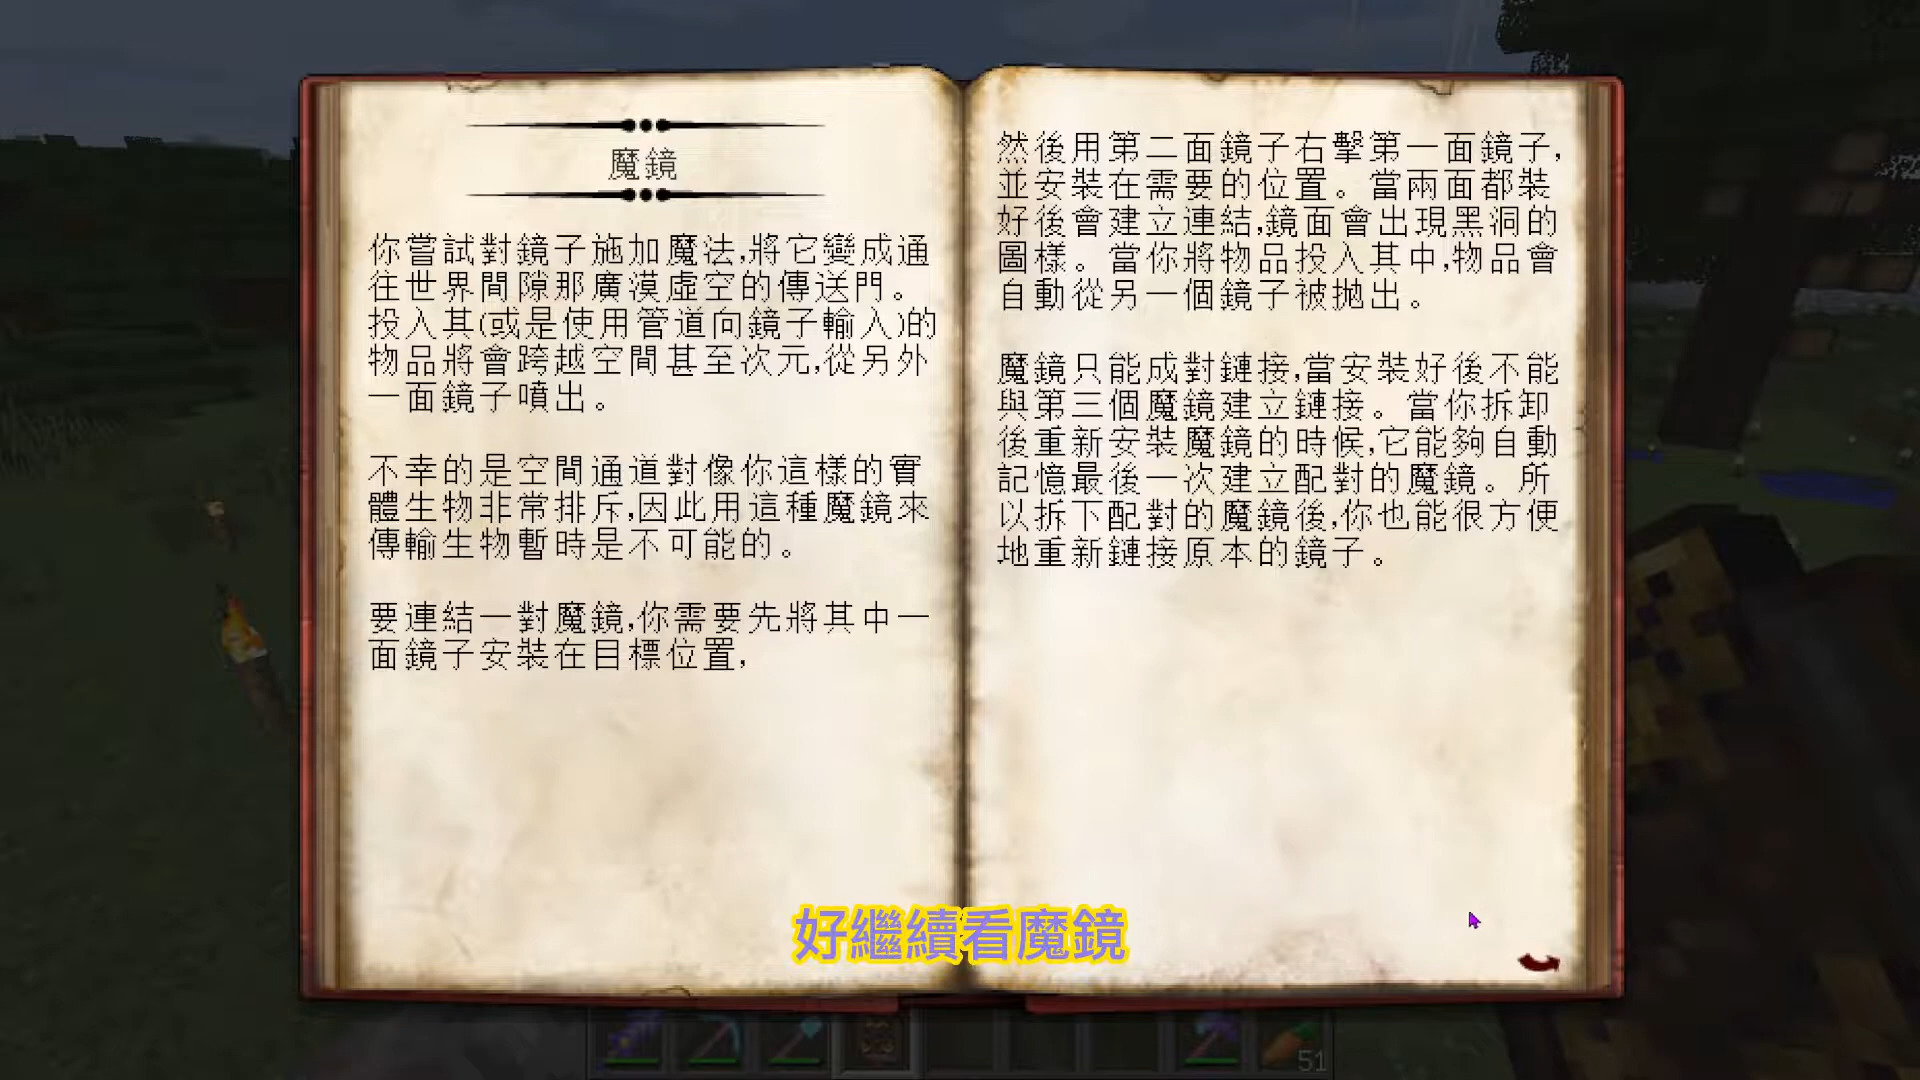 魔鏡
你嘗試對鏡子施加魔法,將它變成通
往世界間隙那廣漠虛空的傳送門。
投入其(或是使用管道向鏡子輸入)的
物品將會跨越空間甚至次元,從另外
一面鏡子噴出。
不幸的是空間通道對像你這樣的實
體生物非常排斥,因此用這種魔鏡來
傳輸生物暫時是不可能的。
要連結一對魔鏡,你需要先將其中一
面鏡子安裝在目標位置,
然後用第二面鏡子右擊第一面鏡子,
並安裝在需要的位置。當兩面都裝
好後會建立連結,鏡面會出現黑洞的
圖樣。當你將物品投入其中,物品會
自動從另一個鏡子被拋出。
魔鏡只能成對鏈接,當安裝好後不能
與第三個魔鏡建立鏈接。當你拆卸
後重新安裝魔鏡的時候,它能夠自動
記憶最後一次建立配對的魔鏡。所
以拆下配對的魔鏡後,你也能很方便
地重新鏈接原本的鏡子。
好繼續看魔鏡
51